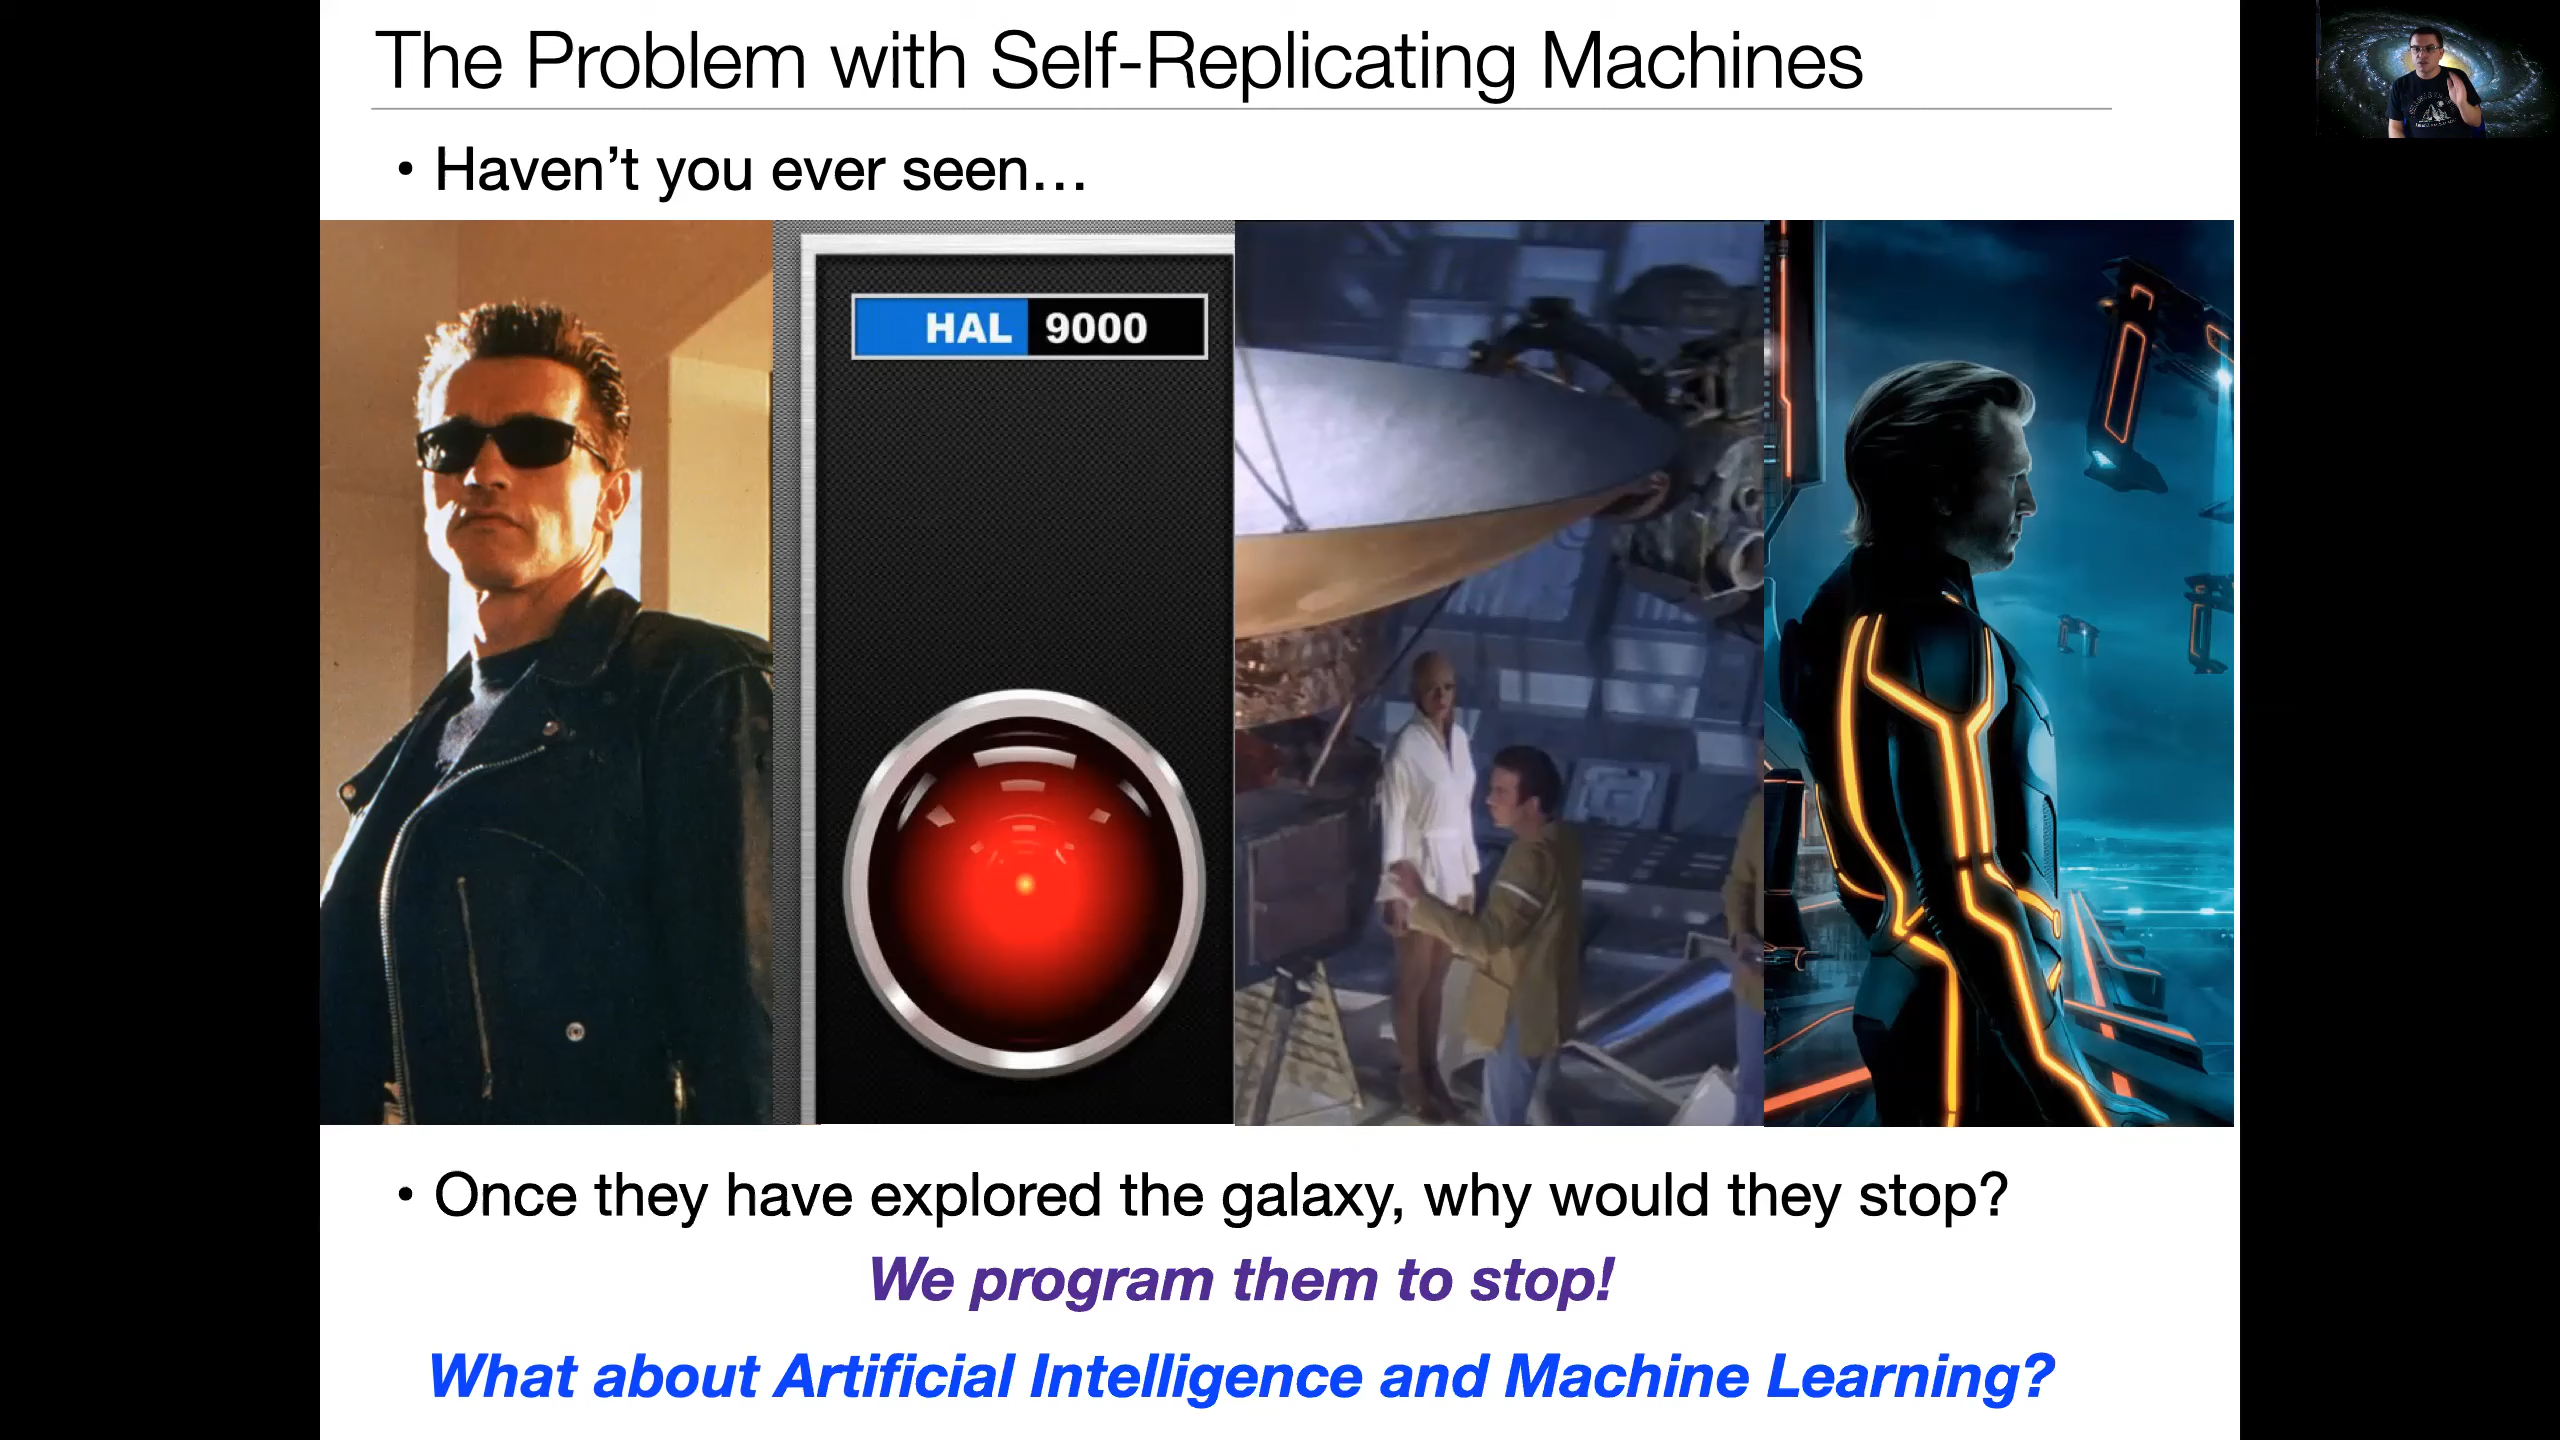 The Problem with Self-Replicating Machines
• Haven’t you ever seen…
HAL 9000
• Once they have explored the galaxy, why would they stop?
We program them to stop!
What about Artificial Intelligence and Machine Learning?